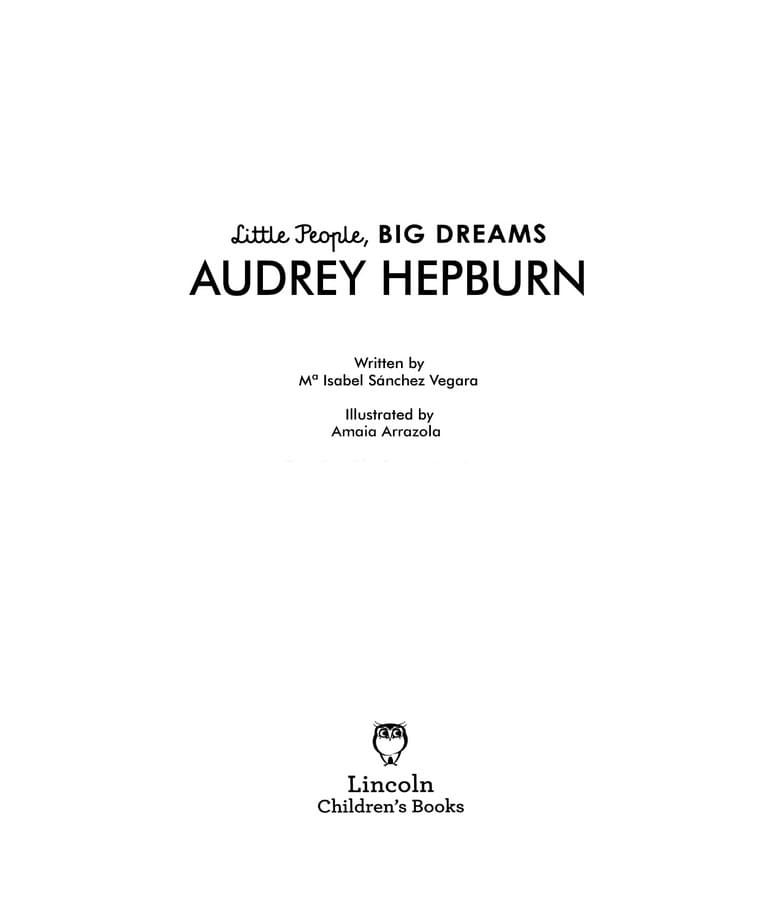 Little People, BIG DREAMS
AUDREY HEPBURN
Written by
Mª Isabel Sánchez Vegara
Illustrated by
Amaia Arrazola
Lincoln
Children's Books